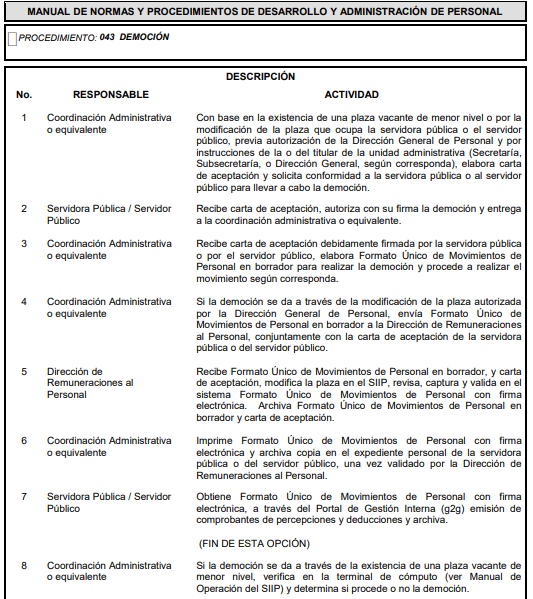 MANUAL DE NORMAS Y PROCEDIMIENTOS DE DESARROLLO Y ADMINISTRACIÓN DE PERSONAL
PROCEDIMIENTO: 043 DEMOCIÓN
DESCRIPCIÓN
No. RESPONSABLE ACTIVIDAD
1 Coordinación Administrativa Con base en la existencia de una plaza vacante de menor nivel o por la
o equivalente modificación de la plaza que ocupa la servidora pública o el servidor
público, previa autorización de la Dirección General de Personal y por
instrucciones de la o del titular de la unidad administrativa (Secretaría,
Subsecretaría, o Dirección General, según corresponda), elabora carta
de aceptación y solicita conformidad a la servidora pública o al servidor
público para llevar a cabo la democión.
2 Servidora Pública / Servidor Recibe carta de aceptación, autoriza con su firma la democión y entrega
Público a la coordinación administrativa o equivalente.
3 Coordinación Administrativa Recibe carta de aceptación debidamente firmada por la servidora pública
o equivalente o por el servidor público, elabora Formato Único de Movimientos de
Personal en borrador para realizar la democión y procede a realizar el
movimiento según corresponda.
4 Coordinación Administrativa Si la democión se da a través de la modificación de la plaza autorizada
o equivalente por la Dirección General de Personal, envía Formato Único de
Movimientos de Personal en borrador a la Dirección de Remuneraciones
al Personal, conjuntamente con la carta de aceptación de la servidora
pública o del servidor público.
5 Dirección de Recibe Formato Único de Movimientos de Personal en borrador, y carta
Remuneraciones al de aceptación, modifica la plaza en el SIIP, revisa, captura y valida en el
Personal sistema Formato Único de Movimientos de Personal con firma
electrónica. Archiva Formato Único de Movimientos de Personal en
borrador y carta de aceptación.
6 Coordinación Administrativa Imprime Formato Único de Movimientos de Personal con firma
o equivalente electrónica y archiva copia en el expediente personal de la servidora
pública o del servidor público, una vez validado por la Dirección de
Remuneraciones al Personal.
7 Servidora Pública / Servidor Obtiene Formato Único de Movimientos de Personal con firma
Público electrónica, a través del Portal de Gestión Interna (g2g) emisión de
comprobantes de percepciones y deducciones y archiva.
(FIN DE ESTA OPCIÓN)
8 Coordinación Administrativa Si la democión se da a través de la existencia de una plaza vacante de
o equivalente menor nivel, verifica en la terminal de cómputo (ver Manual de
Operación del SIIP) y determina si procede o no la democión.